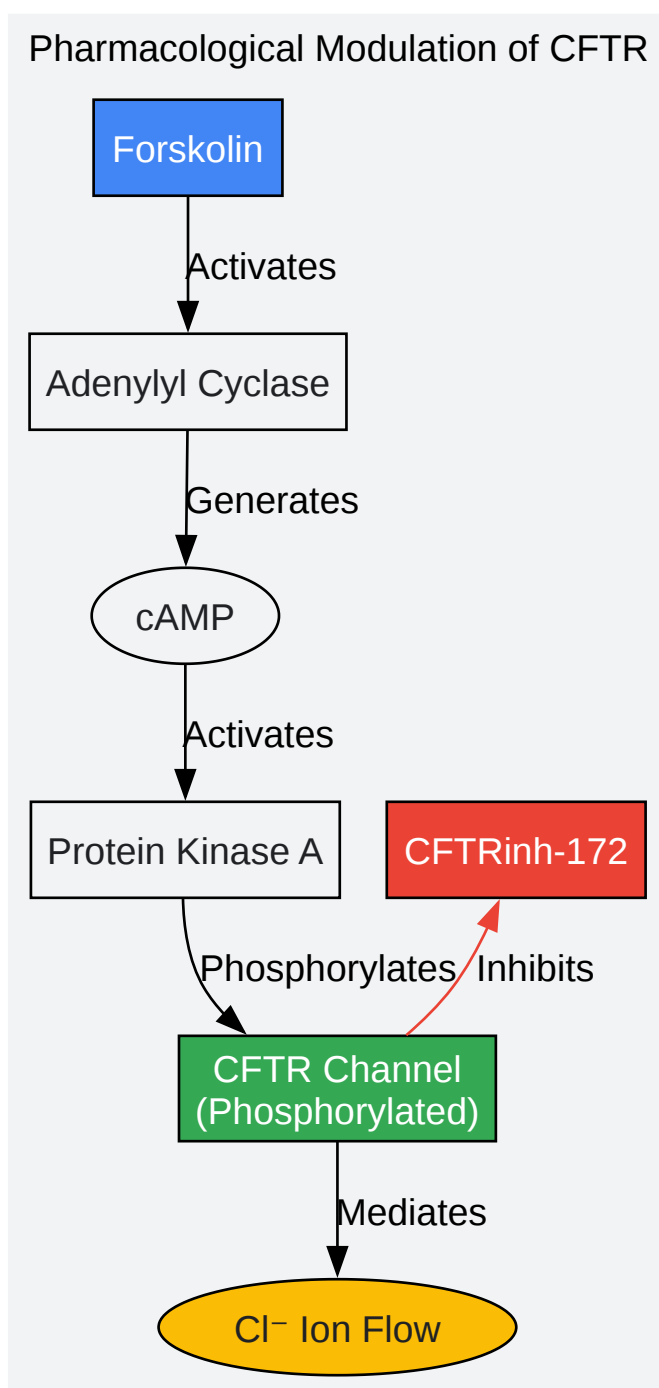 Pharmacological Modulation of CFTR
Forskolin
Activates
Adenylyl Cyclase
Generates
cAMP
Activates
Protein Kinase A
CFTRinh-172
Phosphorylates
Inhibits
CFTR Channel
(Phosphorylated)
Mediates
Cl⁻ Ion Flow